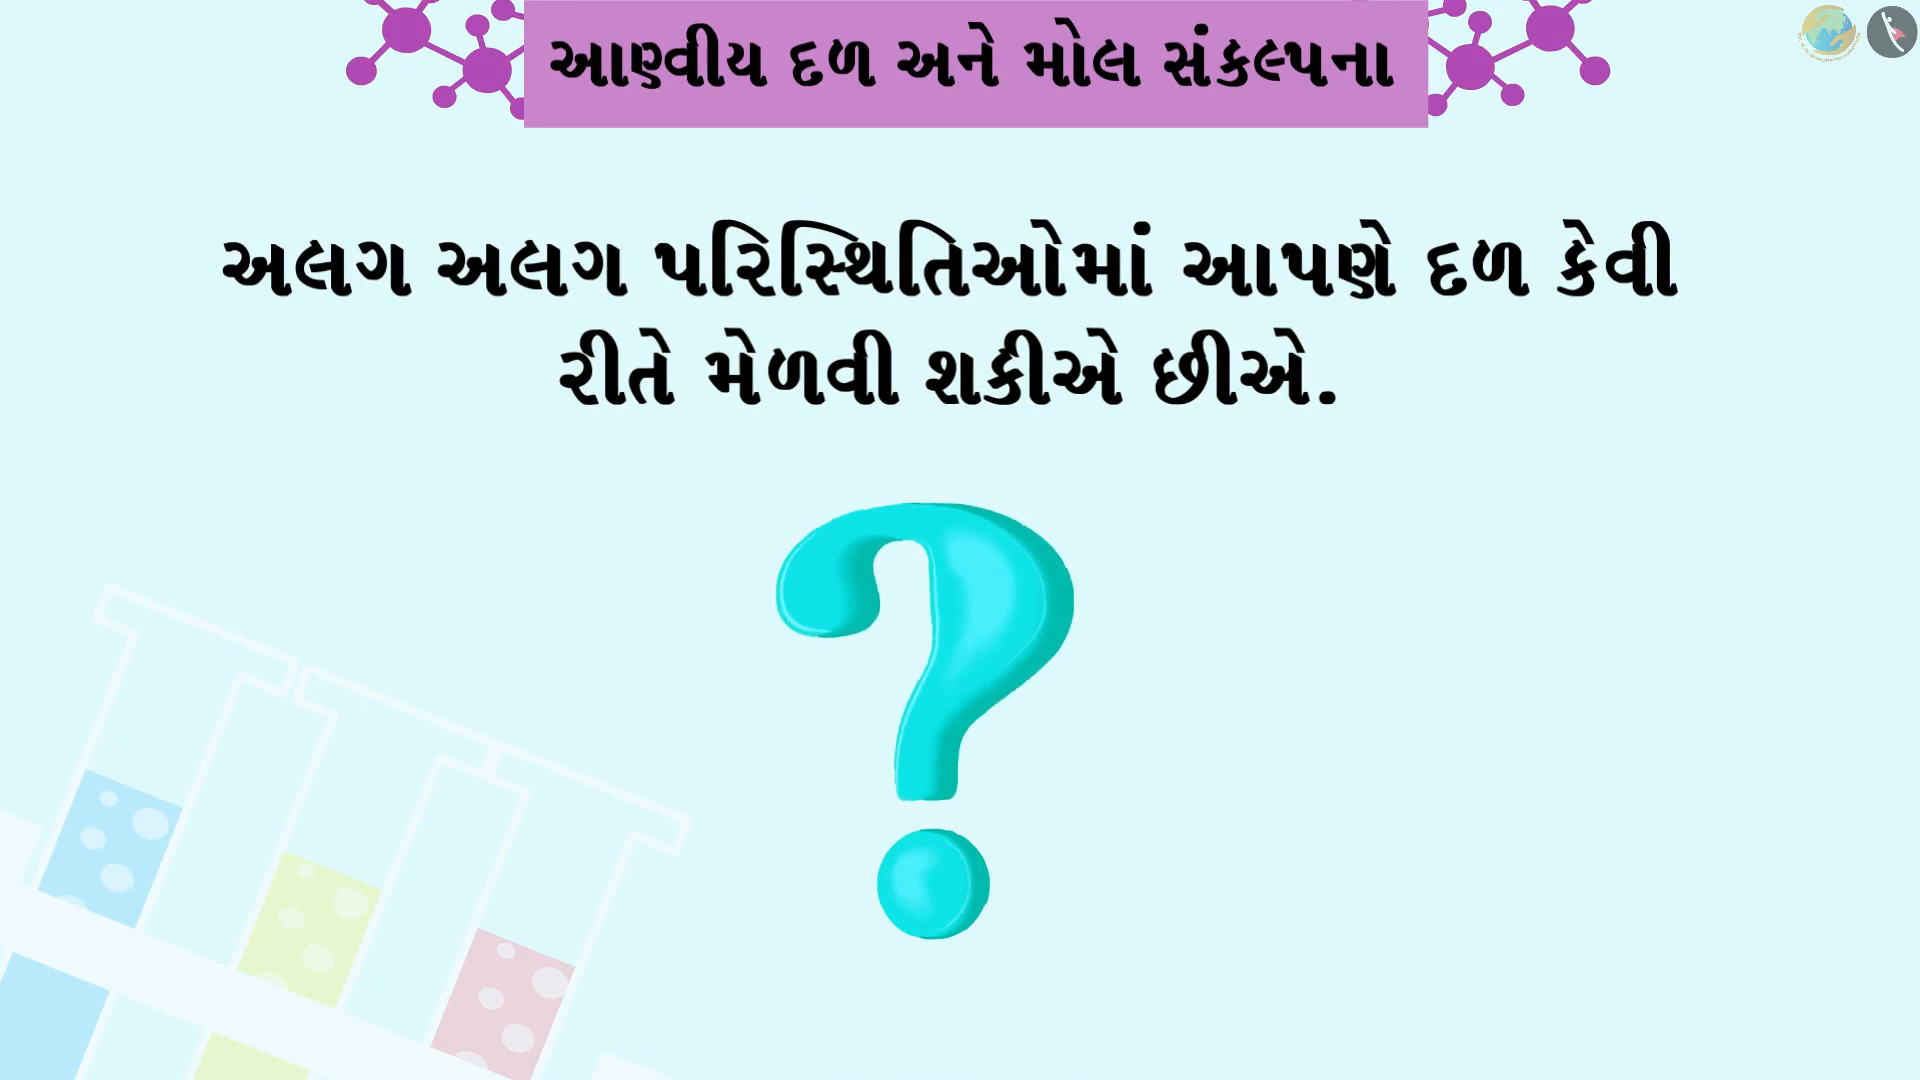 આણ્વીય દળ અને મોલ સંકલ્પના
અલગ અલગ પરિસ્થિતિઓમાં આપણે દળ કેવી
રીતે મેળવી શકીએ છીએ.